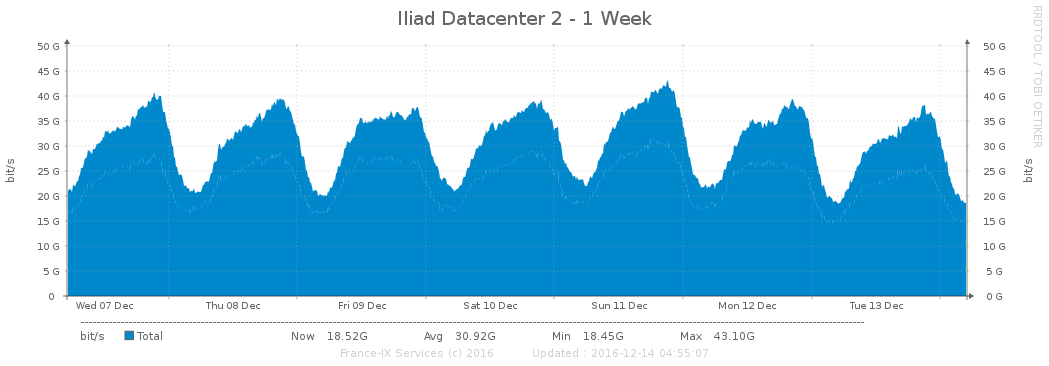 Iliad Datacenter 2 - 1 Week
RRDTOOL / TOBI OETIKER
bit/s
50 G 50 G
45 G 45 G
40 G 40 G
35 G 35 G
30 G 30 G
25 G 25 G
20 G 20 G
15 G 15 G
10 G 10 G
5 G 5 G
0 0 G
bit/s
Wed 07 Dec Thu 08 Dec Fri 09 Dec Sat 10 Dec Sun 11 Dec Mon 12 Dec Tue 13 Dec
bit/s Total Now 18.52G Avg 30.92G Min 18.45G Max 43.10G
France-IX Services (c) 2016 Updated : 2016-12-14 04:55:07